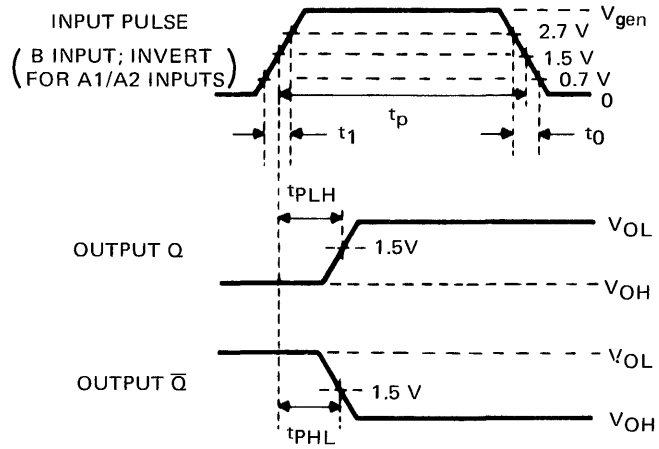 INPUT PULSE
( B INPUT; INVERT
FOR A1/A2 INPUTS )
Vgen
2.7 V
1.5 V
0.7 V
0
tp
t1
t0
tPLH
OUTPUT Q
1.5V
VOL
VOH
OUTPUT Q̅
VOL
1.5 V
VOH
tPHL